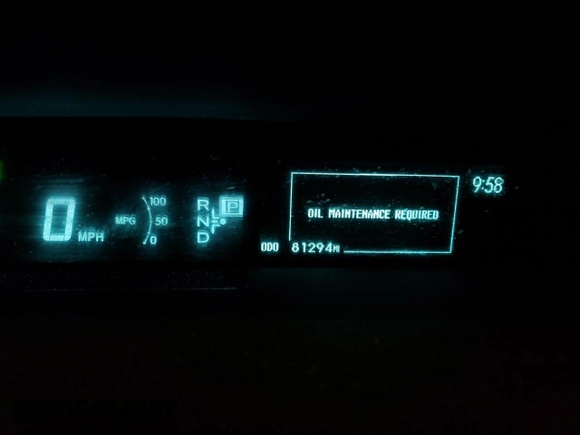 0 MPH
MPG
100
50
0
R
N
D
P
OIL MAINTENANCE REQUIRED
ODO 81294MI
9:58